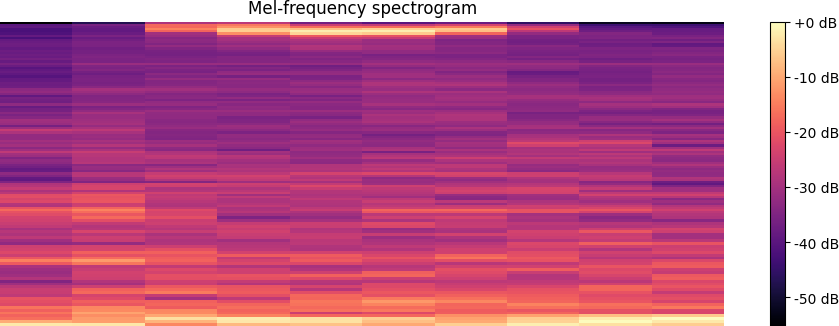 Mel-frequency spectrogram
+0 dB
-10 dB
-20 dB
-30 dB
-40 dB
-50 dB